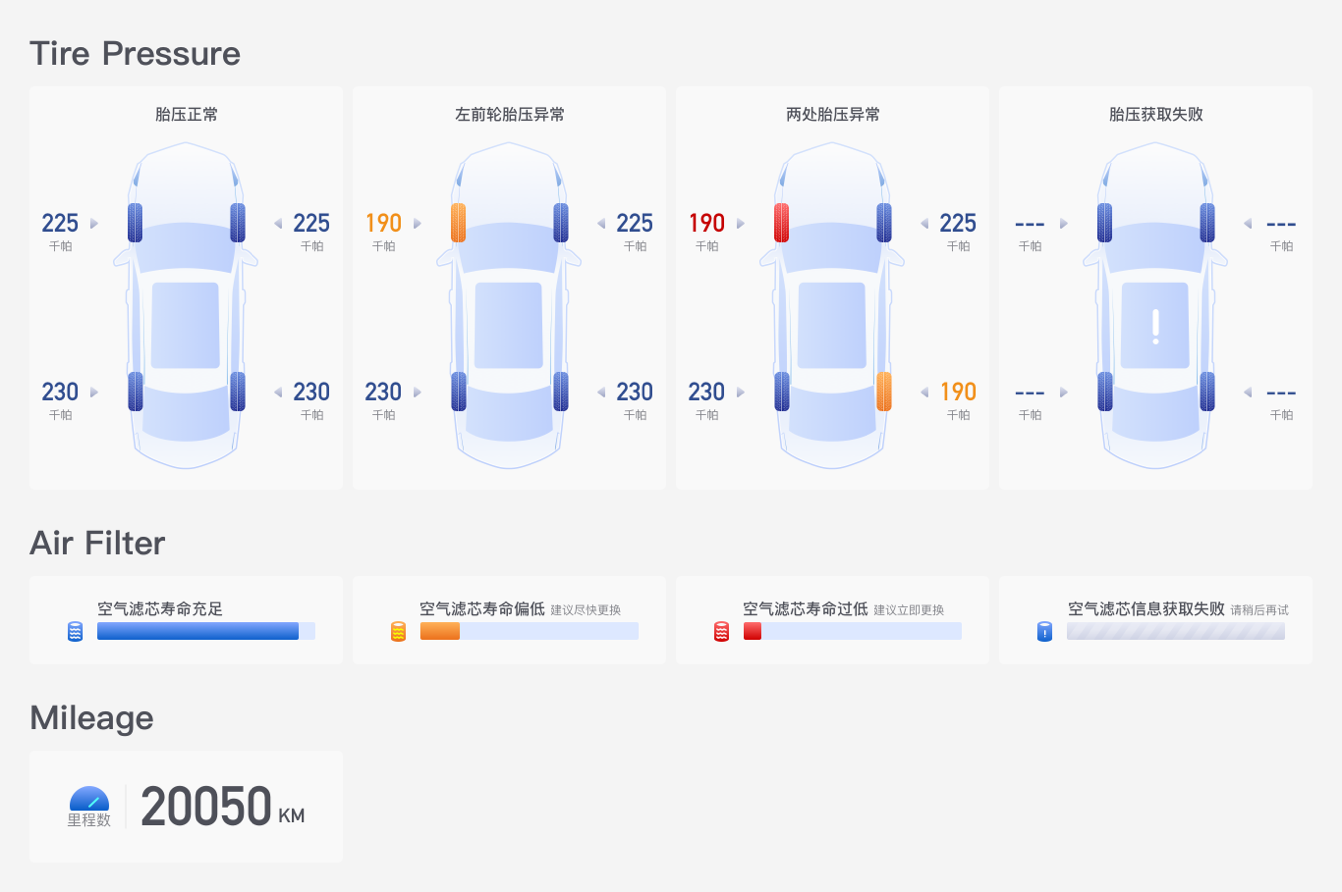 Tire Pressure
胎压正常
左前轮胎压异常
两处胎压异常
胎压获取失败
225
千帕
225
千帕
190
千帕
225
千帕
190
千帕
225
千帕
---
千帕
---
千帕
230
千帕
230
千帕
230
千帕
230
千帕
230
千帕
190
千帕
---
千帕
---
千帕
Air Filter
空气滤芯寿命充足
空气滤芯寿命偏低 建议尽快更换
空气滤芯寿命过低 建议立即更换
空气滤芯信息获取失败 请稍后再试
Mileage
里程数
20050 KM